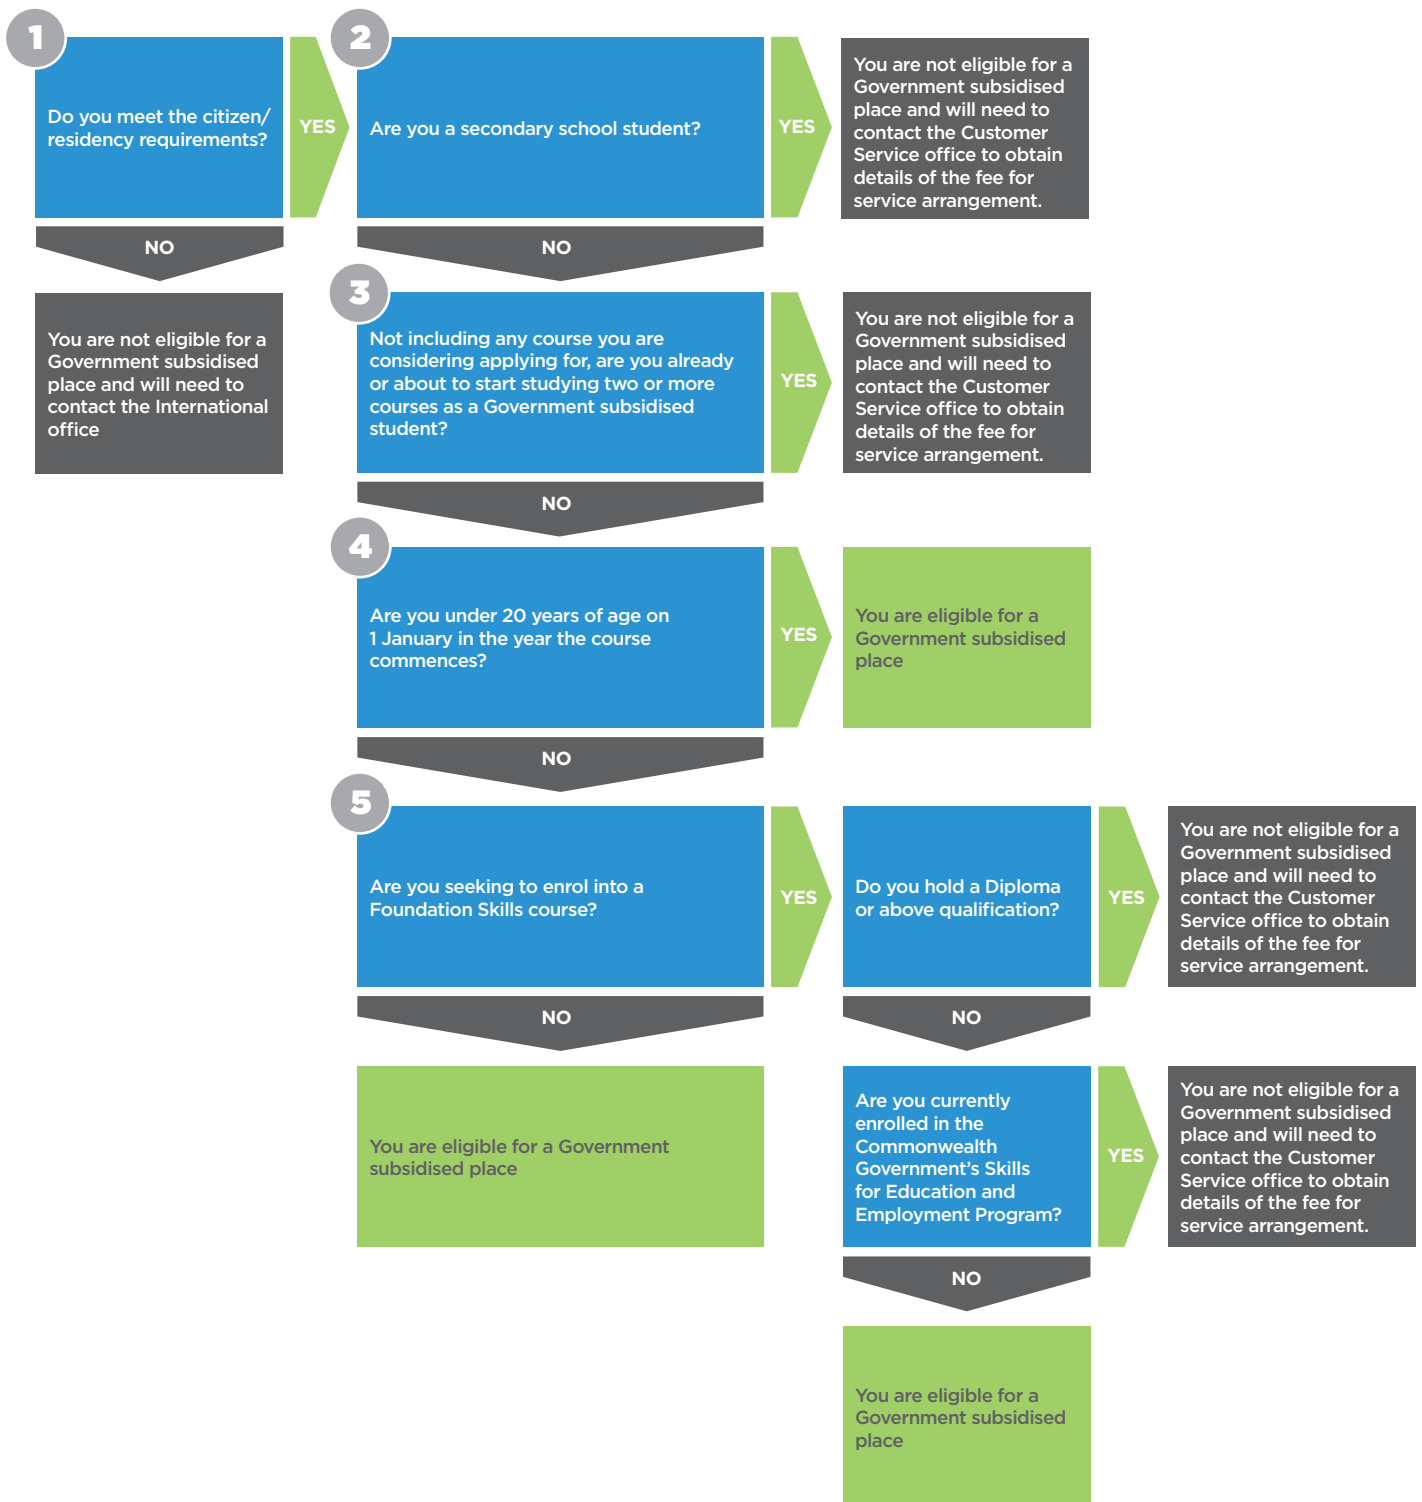 1
Do you meet the citizen/
residency requirements?
YES
2
Are you a secondary school student?
YES
You are not eligible for a
Government subsidised
place and will need to
contact the Customer
Service office to obtain
details of the fee for
service arrangement.
NO
You are not eligible for a
Government subsidised
place and will need to
contact the International
office
NO
3
Not including any course you are
considering applying for, are you already
or about to start studying two or more
courses as a Government subsidised
student?
YES
You are not eligible for a
Government subsidised
place and will need to
contact the Customer
Service office to obtain
details of the fee for
service arrangement.
NO
4
Are you under 20 years of age on
1 January in the year the course
commences?
YES
You are eligible for a
Government subsidised
place
NO
5
Are you seeking to enrol into a
Foundation Skills course?
YES
Do you hold a Diploma
or above qualification?
YES
You are not eligible for a
Government subsidised
place and will need to
contact the Customer
Service office to obtain
details of the fee for
service arrangement.
NO
You are eligible for a Government
subsidised place
NO
Are you currently
enrolled in the
Commonwealth
Government's Skills
for Education and
Employment Program?
YES
You are not eligible for a
Government subsidised
place and will need to
contact the Customer
Service office to obtain
details of the fee for
service arrangement.
NO
You are eligible for a
Government subsidised
place